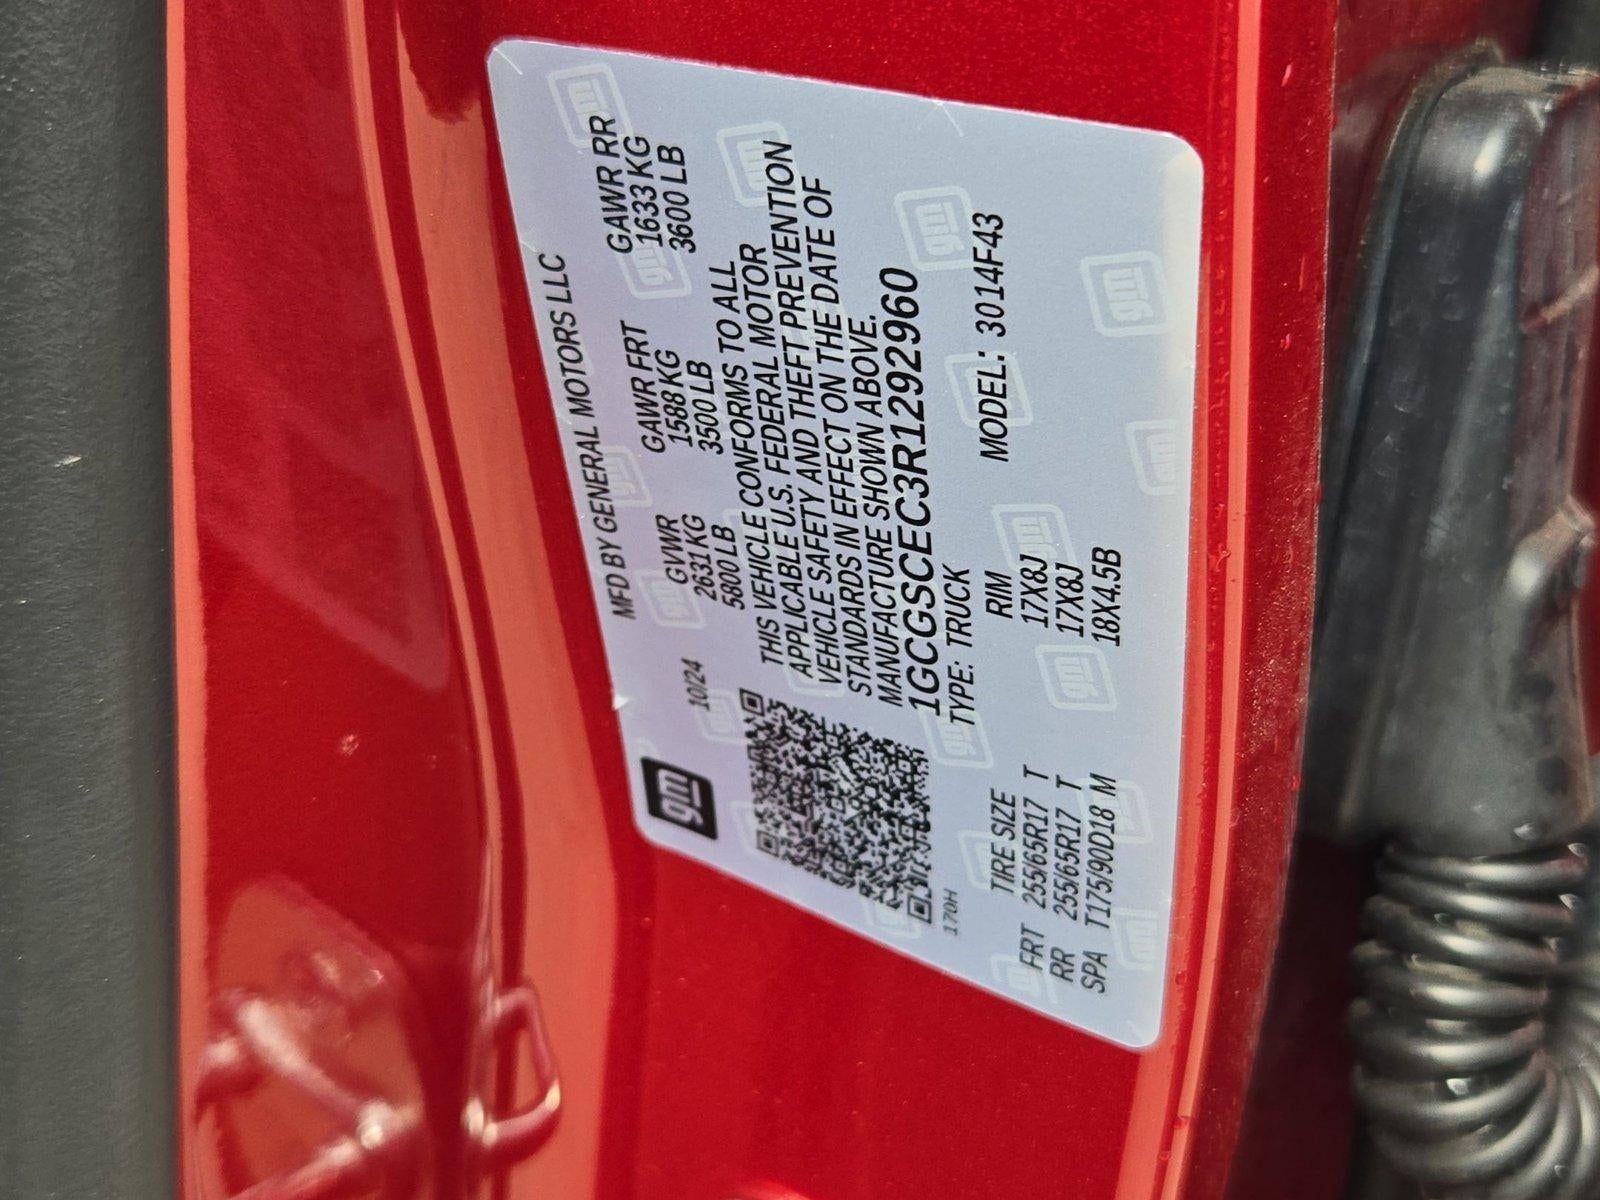 gm
10/24
MFD BY GENERAL MOTORS LLC
GVWR GAWR FRT GAWR RR
2631 KG 1588 KG 1633 KG
5800 LB 3500 LB 3600 LB
THIS VEHICLE CONFORMS TO ALL
APPLICABLE U.S. FEDERAL MOTOR
VEHICLE SAFETY AND THEFT PREVENTION
STANDARDS IN EFFECT ON THE DATE OF
MANUFACTURE SHOWN ABOVE.
1GCGSCEC3R1292960
TYPE: TRUCK MODEL: 3014F43
170H
TIRE SIZE RIM
FRT 255/65R17 T 17X8J
RR 255/65R17 T 17X8J
SPA T175/90D18 M 18X4.5B